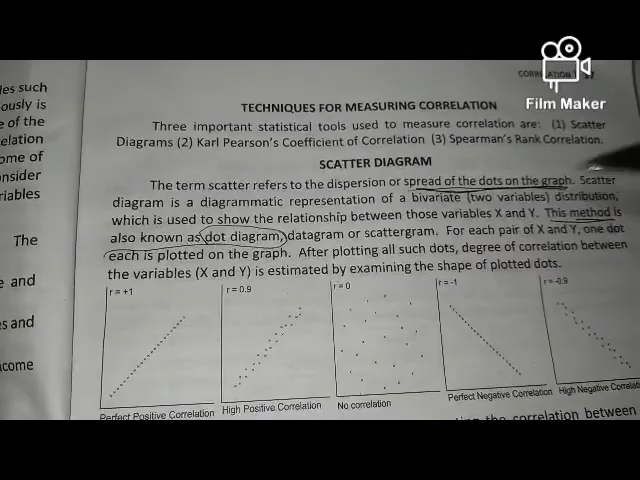 les such
ously is
e of the
elation
ome of
nsider
riables
The
e and
s and
come
CORRELATION
Film Maker
TECHNIQUES FOR MEASURING CORRELATION
Three important statistical tools used to measure correlation are: (1) Scatter
Diagrams (2) Karl Pearson's Coefficient of Correlation (3) Spearman's Rank Correlation.
SCATTER DIAGRAM
The term scatter refers to the dispersion or spread of the dots on the graph. Scatter
diagram is a diagrammatic representation of a bivariate (two variables) distribution,
which is used to show the relationship between those variables X and Y. This method is
also known as dot diagram, datagram or scattergram. For each pair of X and Y, one dot
each is plotted on the graph. After plotting all such dots, degree of correlation between
the variables (X and Y) is estimated by examining the shape of plotted dots.
r = +1
r = 0.9
r = 0
r = -1
r = -0.9
Perfect Positive Correlation
High Positive Correlation
No correlation
Perfect Negative Correlation
High Negative Correlat
the correlation between